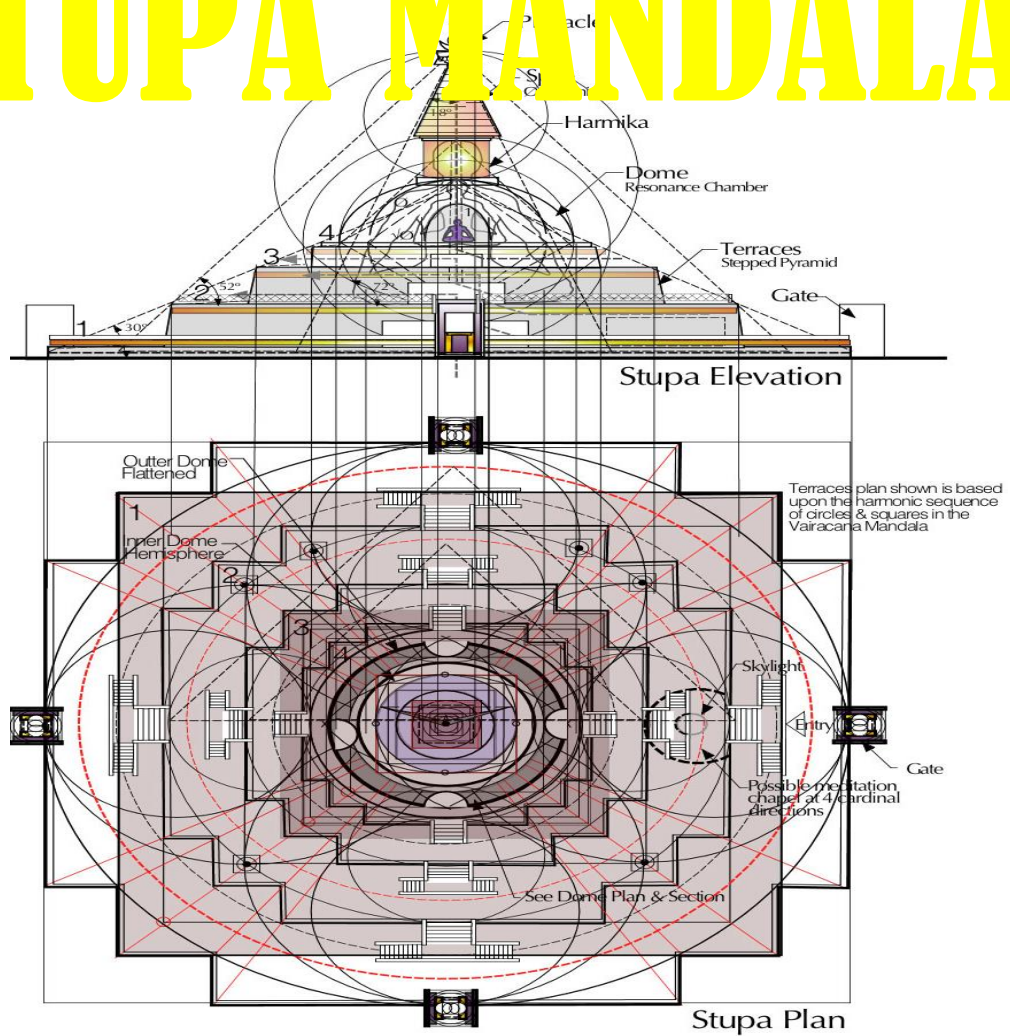 TUPA MANDALA
Pinnacle
18°
Harmika
Dome
Resonance Chamber
4
3
Terraces
Stepped Pyramid
2
52°
72°
Gate
1
30°
Stupa Elevation
Outter Dome
Flattened
Terraces plan shown is based
upon the harmonic sequence
of circles & squares in the
Vairacana Mandala
1
Inner Dome
Hemisphere
2
3
4
Skylight
Entry
Gate
Possible meditation
chapel at 4 cardinal
directions
See Dome Plan & Section
Stupa Plan